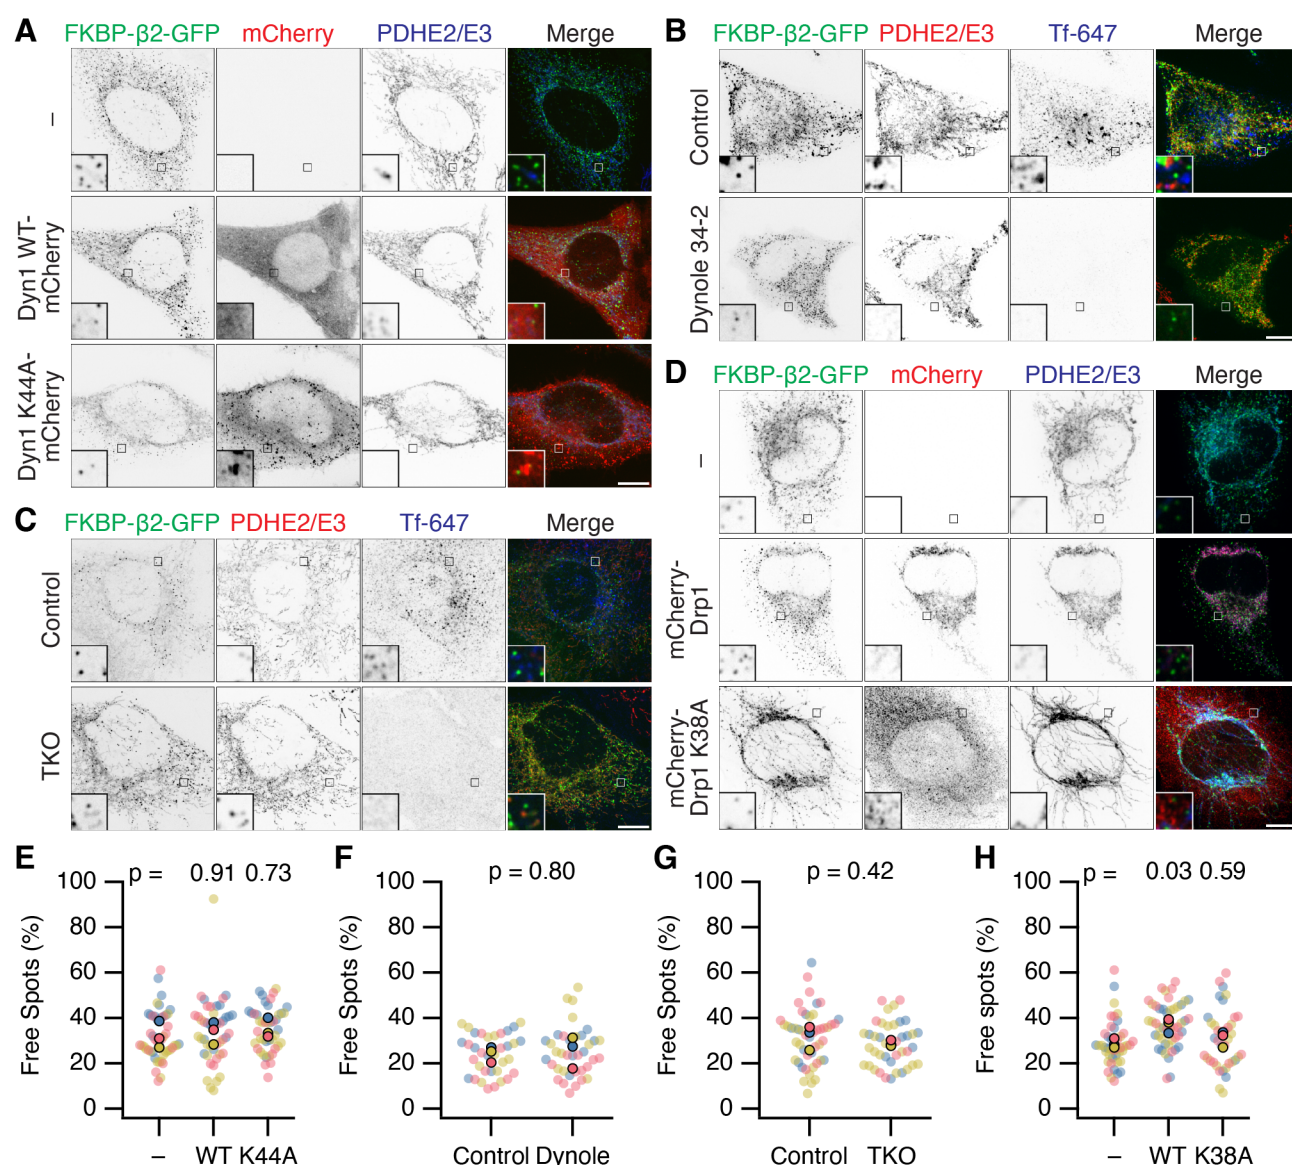 A
FKBP-β2-GFP mCherry PDHE2/E3 Merge
–
Dyn1 WT-
mCherry
Dyn1 K44A-
mCherry
B
FKBP-β2-GFP PDHE2/E3 Tf-647 Merge
Control
Dynole 34-2
C
FKBP-β2-GFP PDHE2/E3 Tf-647 Merge
Control
TKO
D
FKBP-β2-GFP mCherry PDHE2/E3 Merge
–
mCherry-
Drp1
mCherry-
Drp1 K38A
E
p = 0.91 0.73
Free Spots (%)
100
80
60
40
20
0
– WT K44A
F
p = 0.80
Free Spots (%)
100
80
60
40
20
0
Control Dynole
G
p = 0.42
Free Spots (%)
100
80
60
40
20
0
Control TKO
H
p = 0.03 0.59
Free spots (%)
100
80
60
40
20
0
– WT K38A